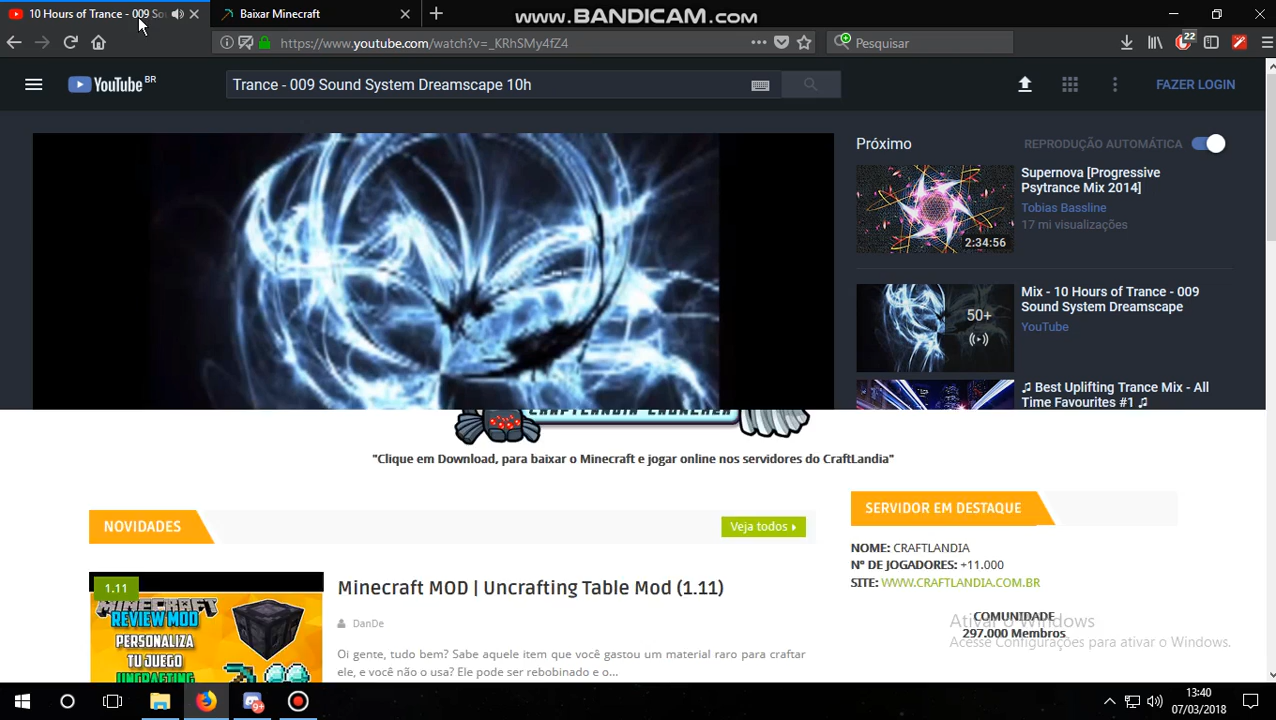 10 Hours of Trance - 009 So
Baixar Minecraft
WWW.BANDICAM.COM
https://www.youtube.com/watch?v=_KRhSMy4fZ4
Pesquisar
22
YouTube BR
Trance - 009 Sound System Dreamscape 10h
FAZER LOGIN
Próximo
REPRODUÇÃO AUTOMÁTICA
Supernova [Progressive
Psytrance Mix 2014]
Tobias Bassline
17 mi visualizações
2:34:56
Mix - 10 Hours of Trance - 009
Sound System Dreamscape
YouTube
50+
♫ Best Uplifting Trance Mix - All
Time Favourites #1 ♫
CRAFTLANDIA LAUNCHER
"Clique em Download, para baixar o Minecraft e jogar online nos servidores do CraftLandia"
NOVIDADES
Veja todos
SERVIDOR EM DESTAQUE
NOME: CRAFTLANDIA
Nº DE JOGADORES: +11.000
SITE: WWW.CRAFTLANDIA.COM.BR
COMUNIDADE
297.000 Membros
Ativar o Windows
Acesse Configurações para ativar o Windows.
1.11
MINECRAFT
REVIEW MOD
PERSONALIZA
TU JUEGO
UNCRAFTING
Minecraft MOD | Uncrafting Table Mod (1.11)
DanDe
Oi gente, tudo bem? Sabe aquele item que você gastou um material raro para craftar
ele, e você não o usa? Ele pode ser rebobinado e o...
13:40
07/03/2018